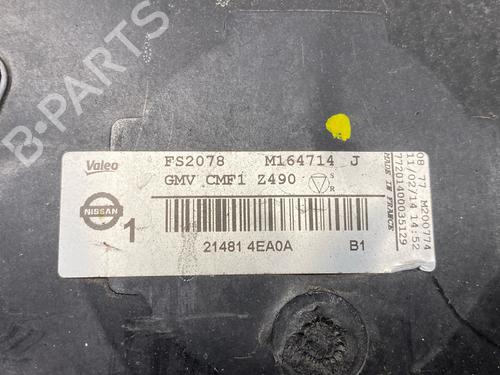 B-PARTS
Valeo
FS2078 M164714 J
GMV CMF1 Z490 S R
NISSAN
1
21481 4EA0A B1
MADE IN FRANCE
77201400035129
11/02/14 14:52
08 77 M200774